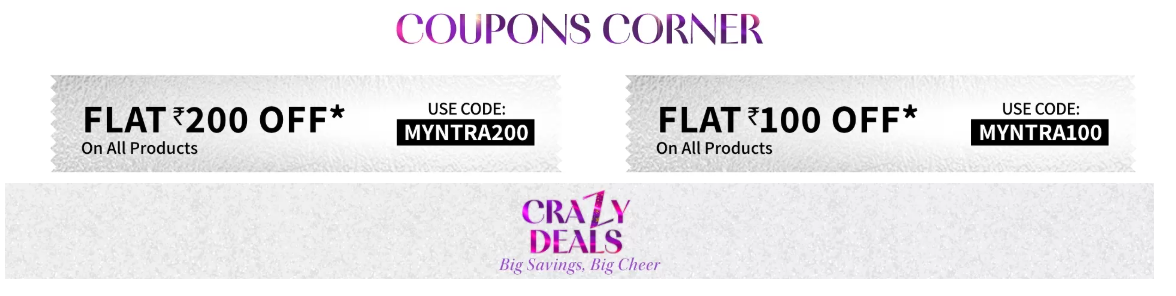 COUPONS CORNER
FLAT ₹200 OFF*
On All Products
USE CODE:
MYNTRA200
FLAT ₹100 OFF*
On All Products
USE CODE:
MYNTRA100
CRAZY
DEALS
Big Savings, Big Cheer